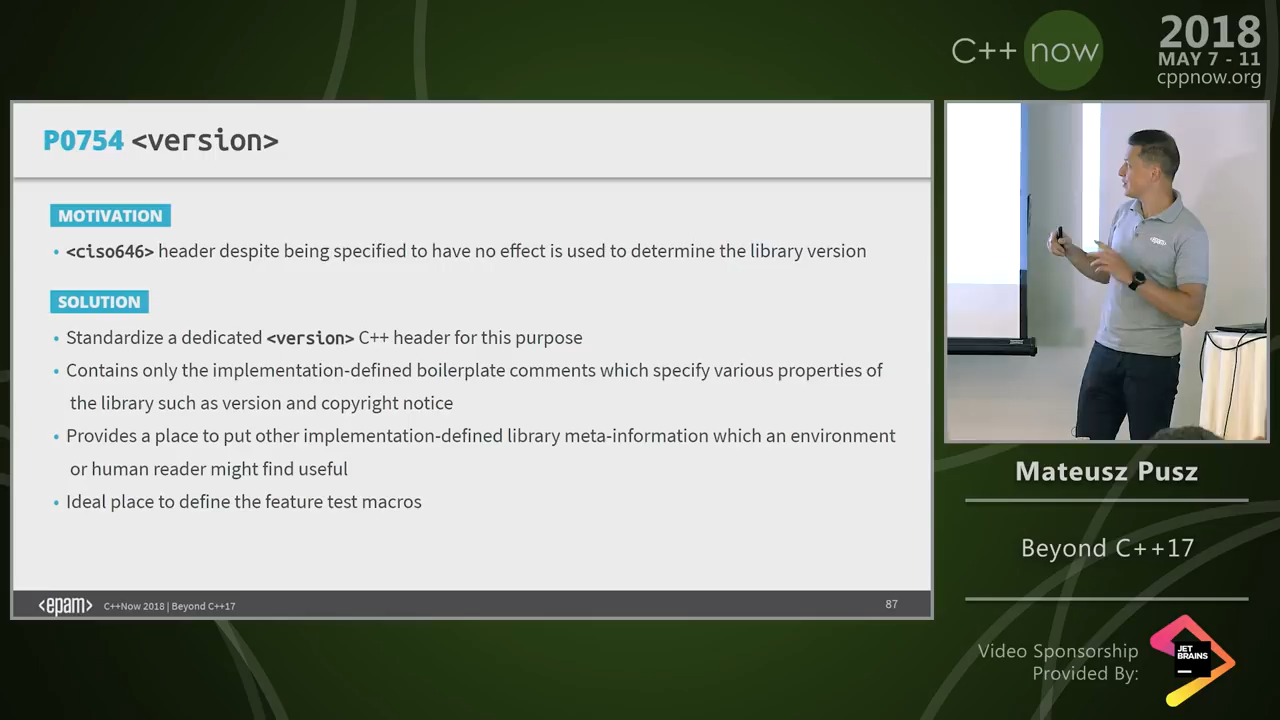 C++ now
2018
MAY 7 - 11
cppnow.org
P0754 <version>
MOTIVATION
• <ciso646> header despite being specified to have no effect is used to determine the library version
SOLUTION
• Standardize a dedicated <version> C++ header for this purpose
• Contains only the implementation-defined boilerplate comments which specify various properties of
the library such as version and copyright notice
• Provides a place to put other implementation-defined library meta-information which an environment
or human reader might find useful
• Ideal place to define the feature test macros
<epam> C++Now 2018 | Beyond C++17
87
<epam>
Mateusz Pusz
Beyond C++17
Video Sponsorship
Provided By:
JET
BRAINS